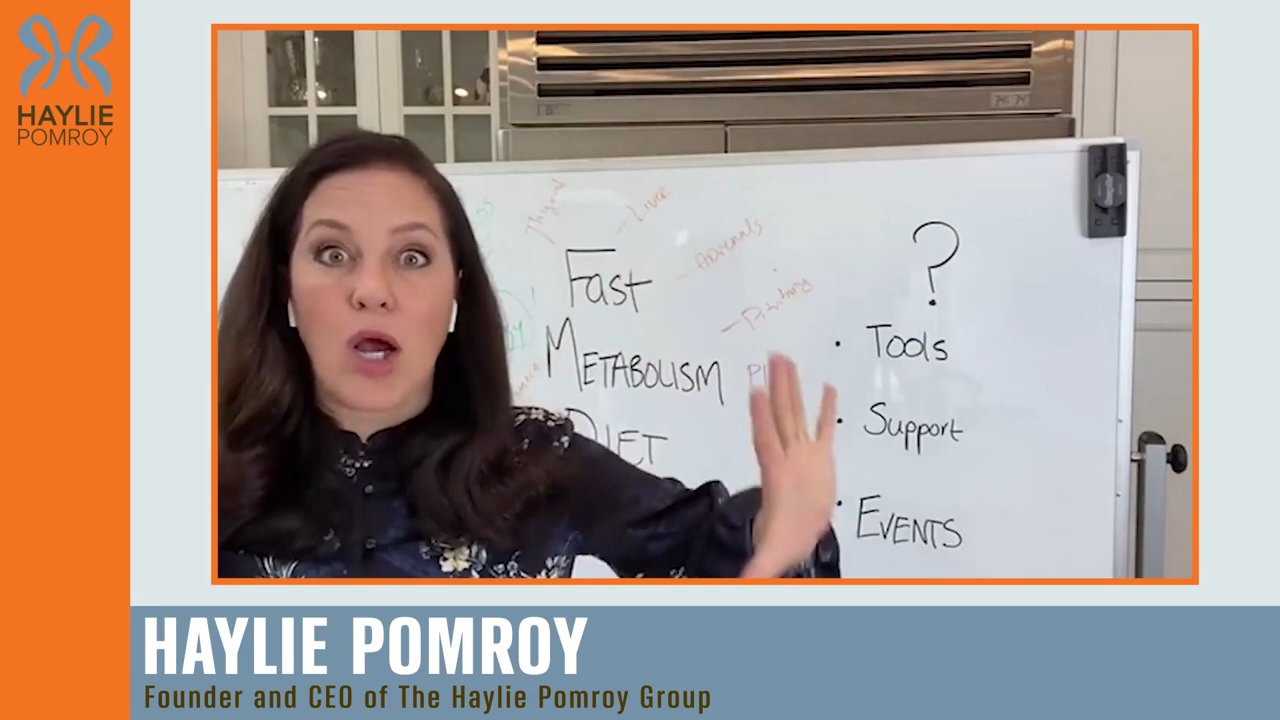 HAYLIE
POMROY
Thyroid
Liver
Adrenals
Pituitary
Fast
METABOLISM
DIET
?
• Tools
• Support
• EVENTS
HAYLIE POMROY
Founder and CEO of The Haylie Pomroy Group